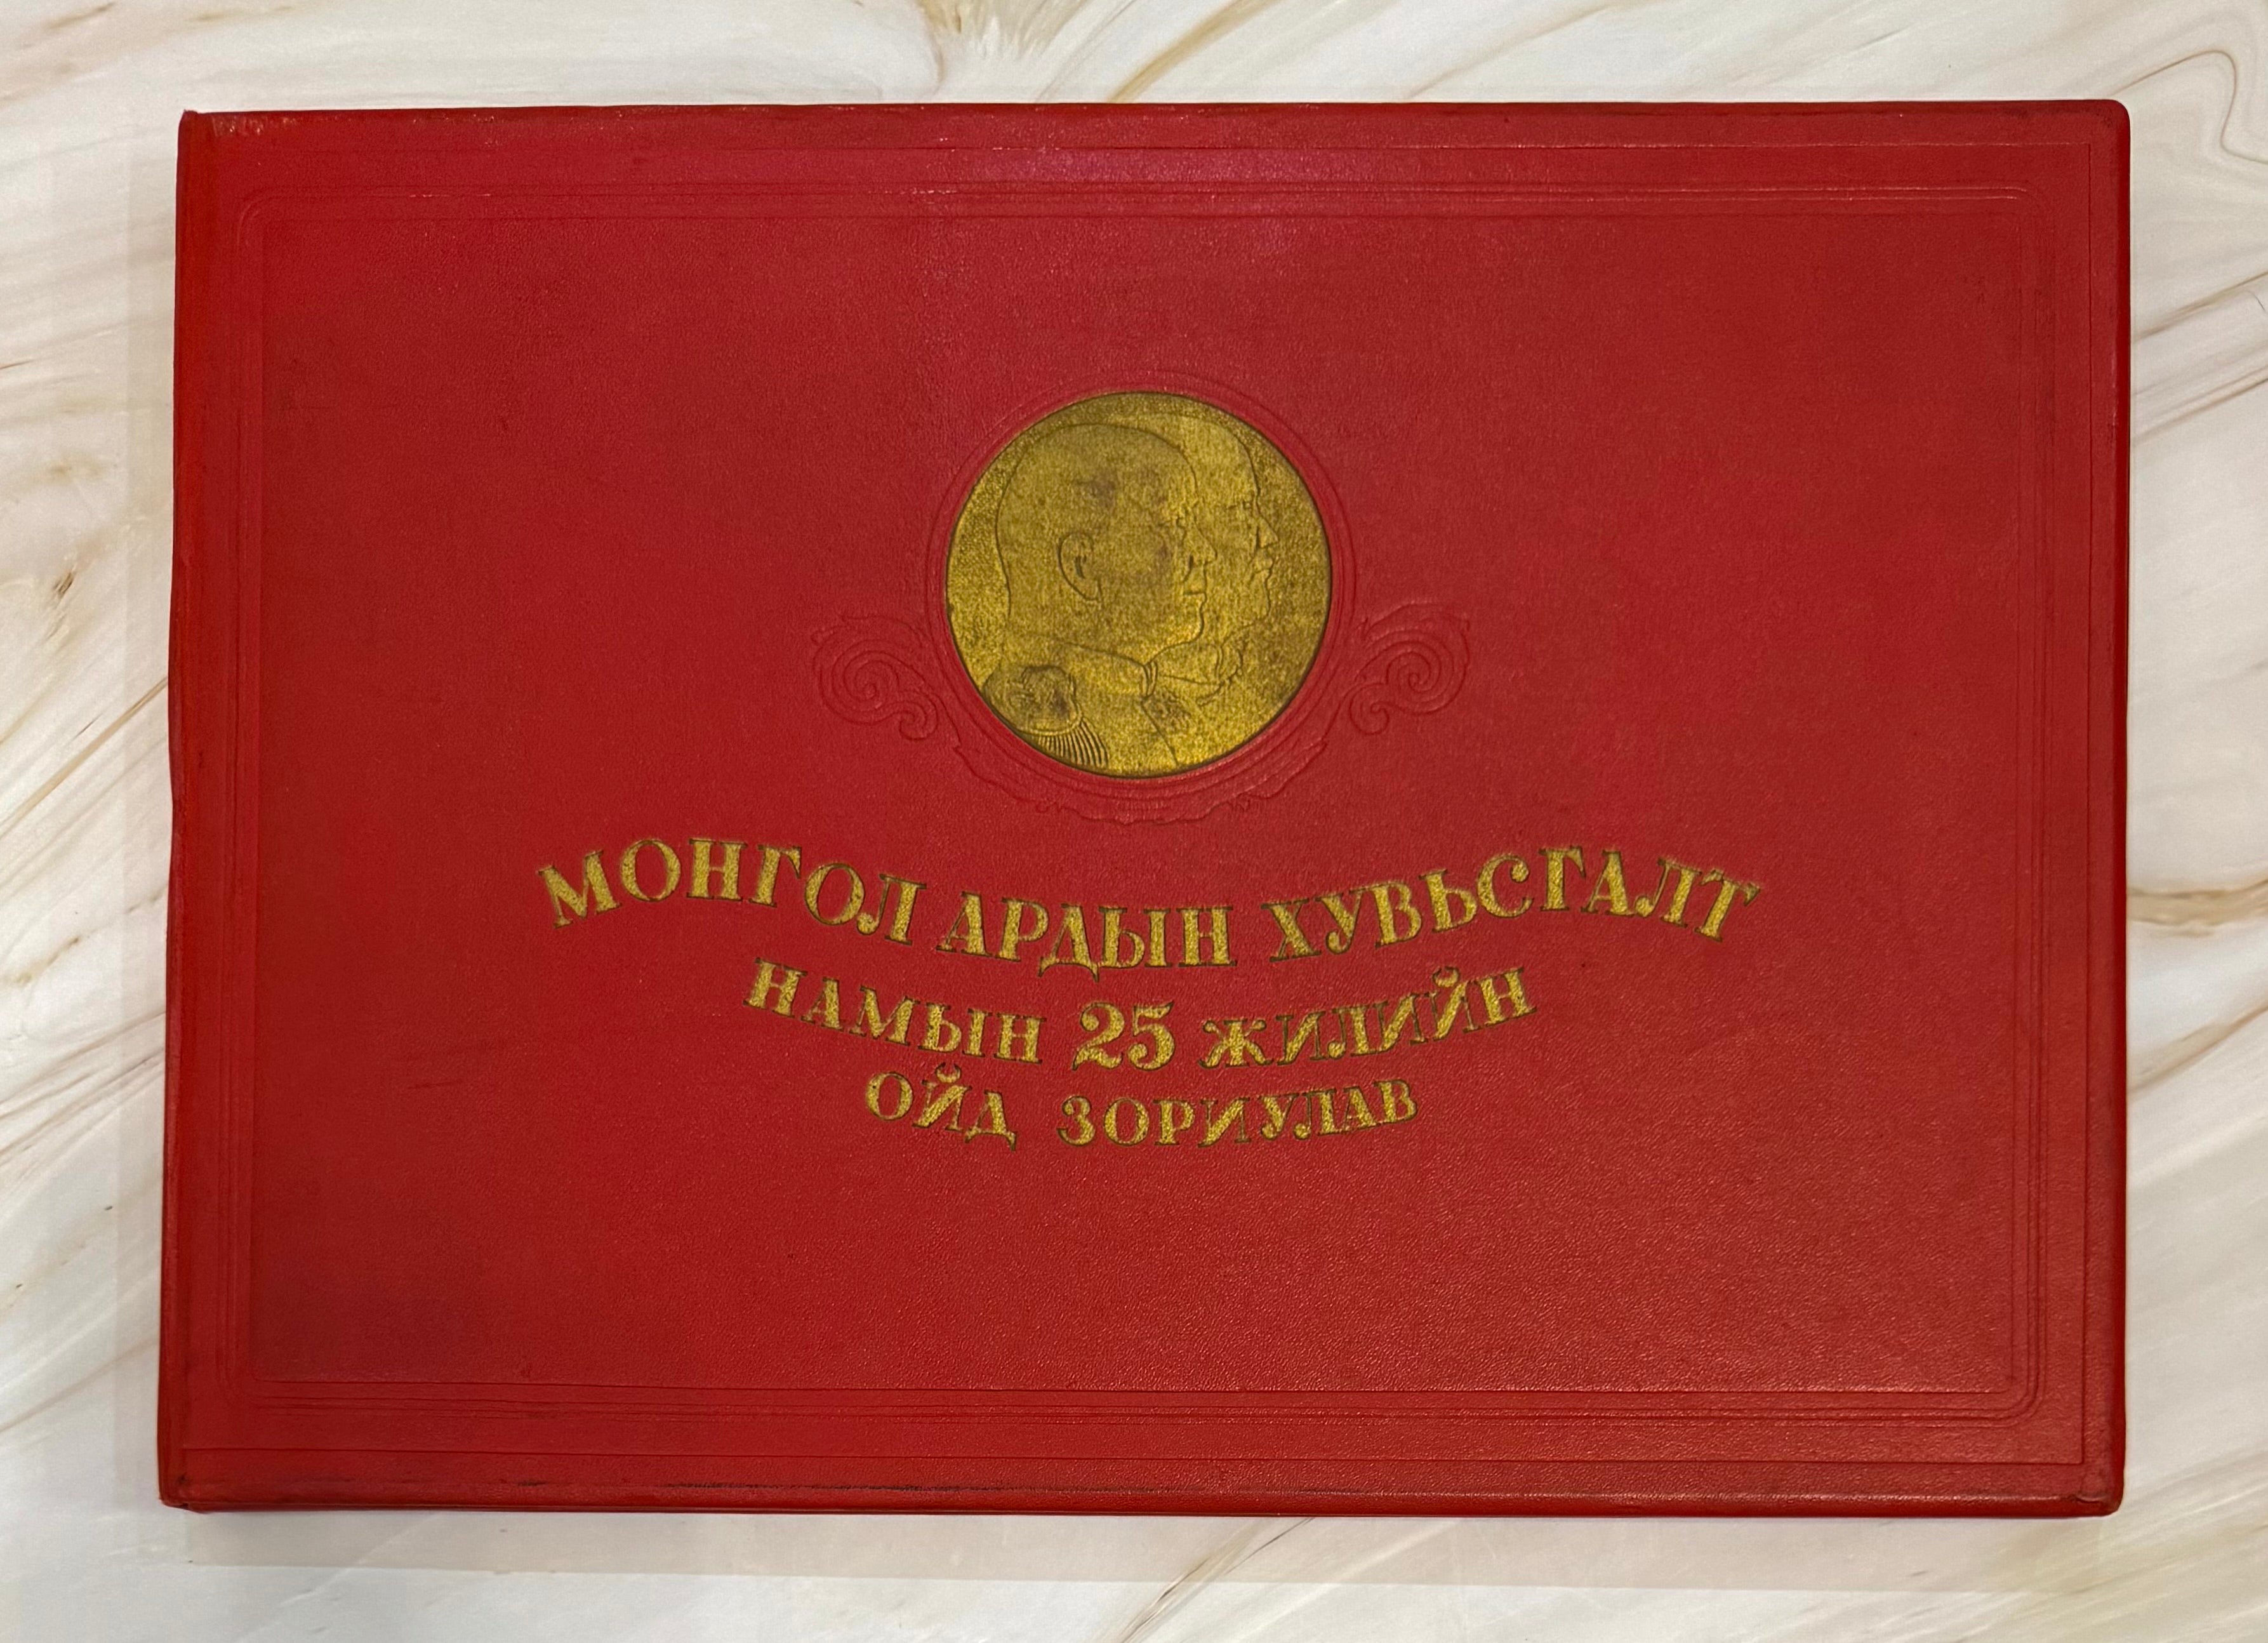 МОНГОЛ АРДЫН ХУВЬСГАЛТ
НАМЫН 25 ЖИЛИЙН
ОЙД ЗОРИУЛАВ